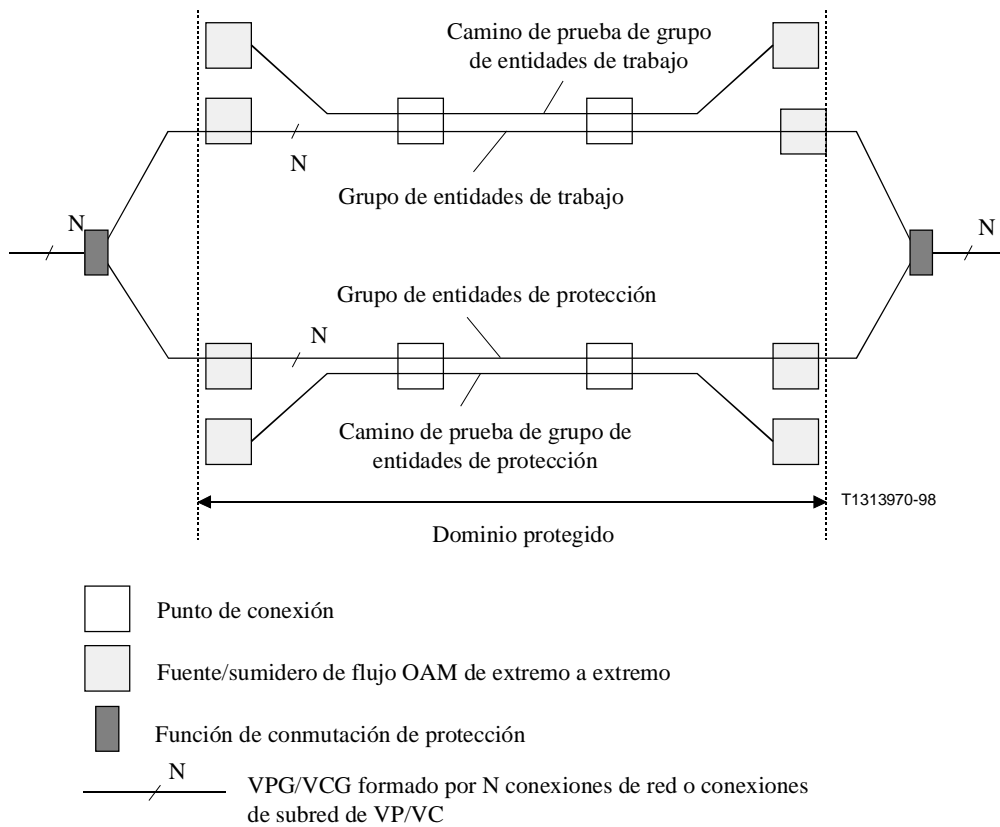 Camino de prueba de grupo
de entidades de trabajo
N
Grupo de entidades de trabajo
N
N
Grupo de entidades de protección
N
Camino de prueba de grupo de
entidades de protección
T1313970-98
Dominio protegido
Punto de conexión
Fuente/sumidero de flujo OAM de extremo a extremo
Función de conmutación de protección
N
VPG/VCG formado por N conexiones de red o conexiones
de subred de VP/VC